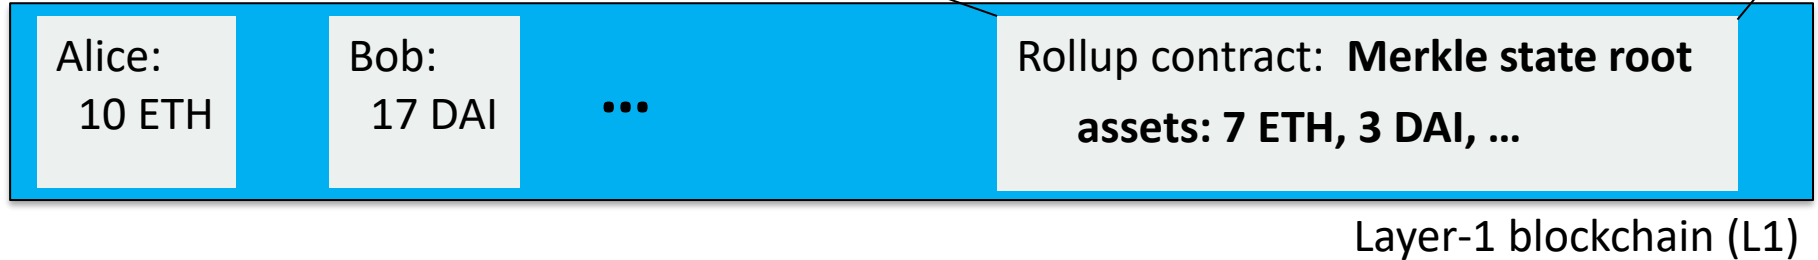 Alice:
10 ETH
Bob:
17 DAI
...
Rollup contract: Merkle state root
assets: 7 ETH, 3 DAI, ...
Layer-1 blockchain (L1)